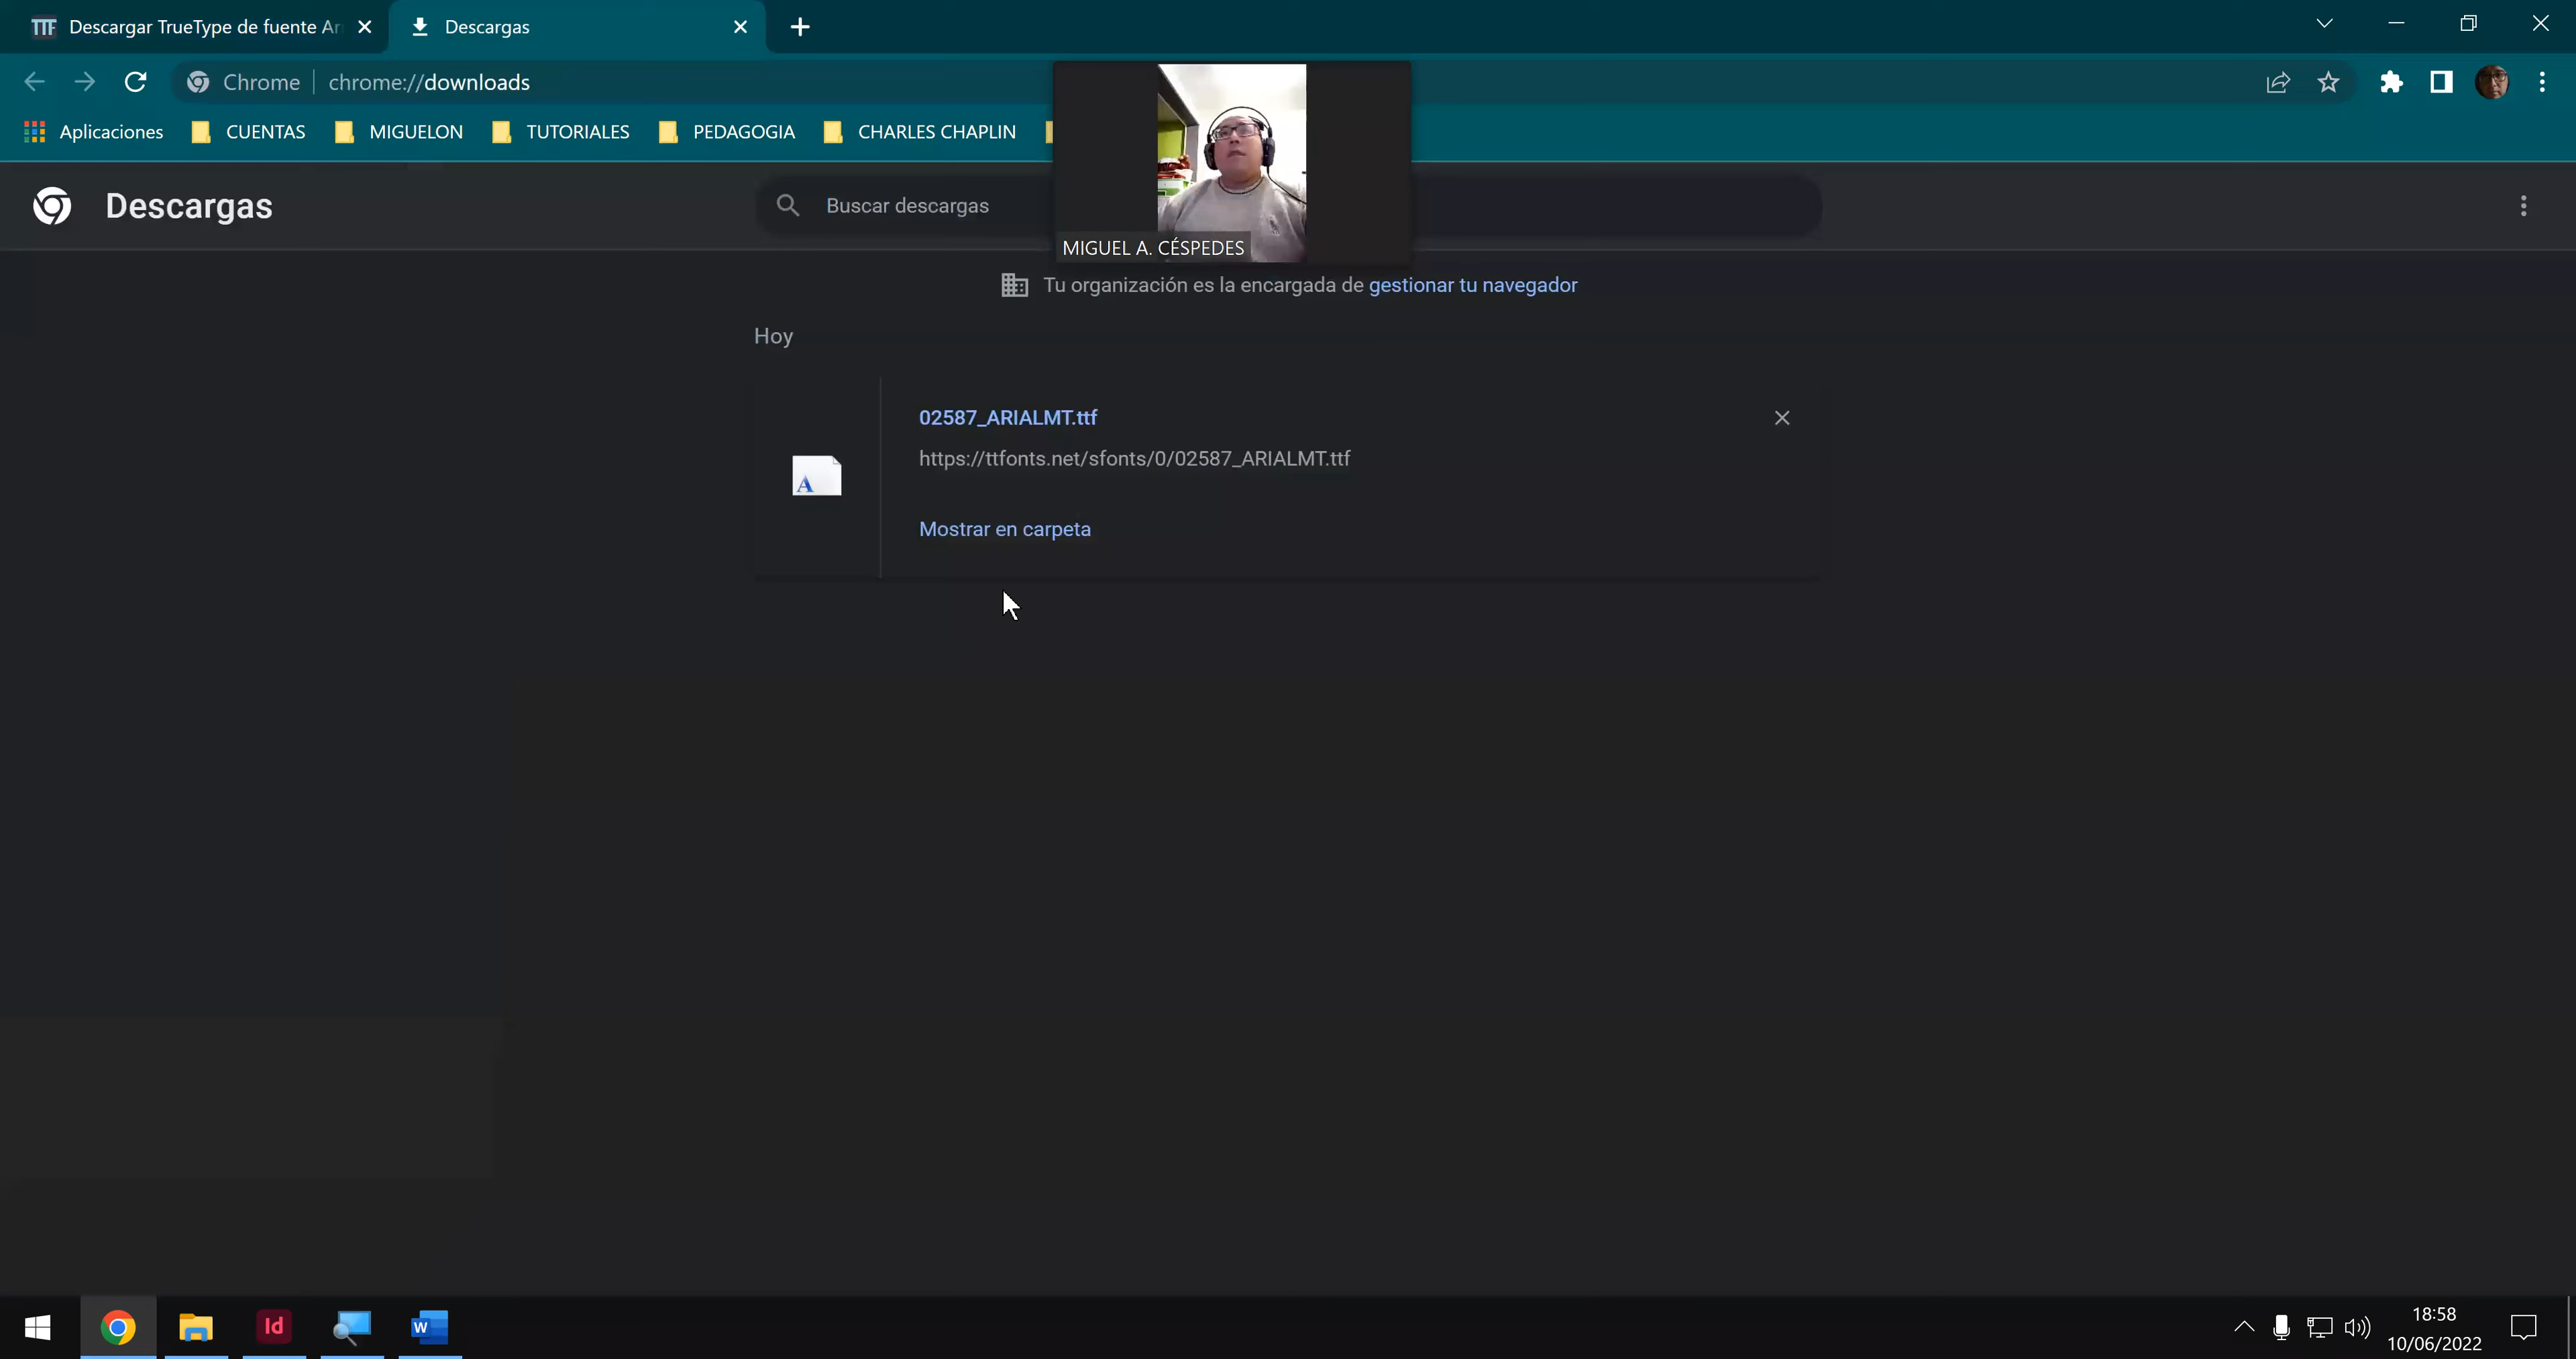 TTF Descargar TrueType de fuente Ar
Descargas
Chrome
chrome://downloads
Aplicaciones
CUENTAS
MIGUELON
TUTORIALES
PEDAGOGIA
CHARLES CHAPLIN
Descargas
Buscar descargas
MIGUEL A. CÉSPEDES
Tu organización es la encargada de gestionar tu navegador
Hoy
02587_ARIALMT.ttf
https://ttfonts.net/sfonts/0/02587_ARIALMT.ttf
A
Mostrar en carpeta
Id
W
18:58
10/06/2022